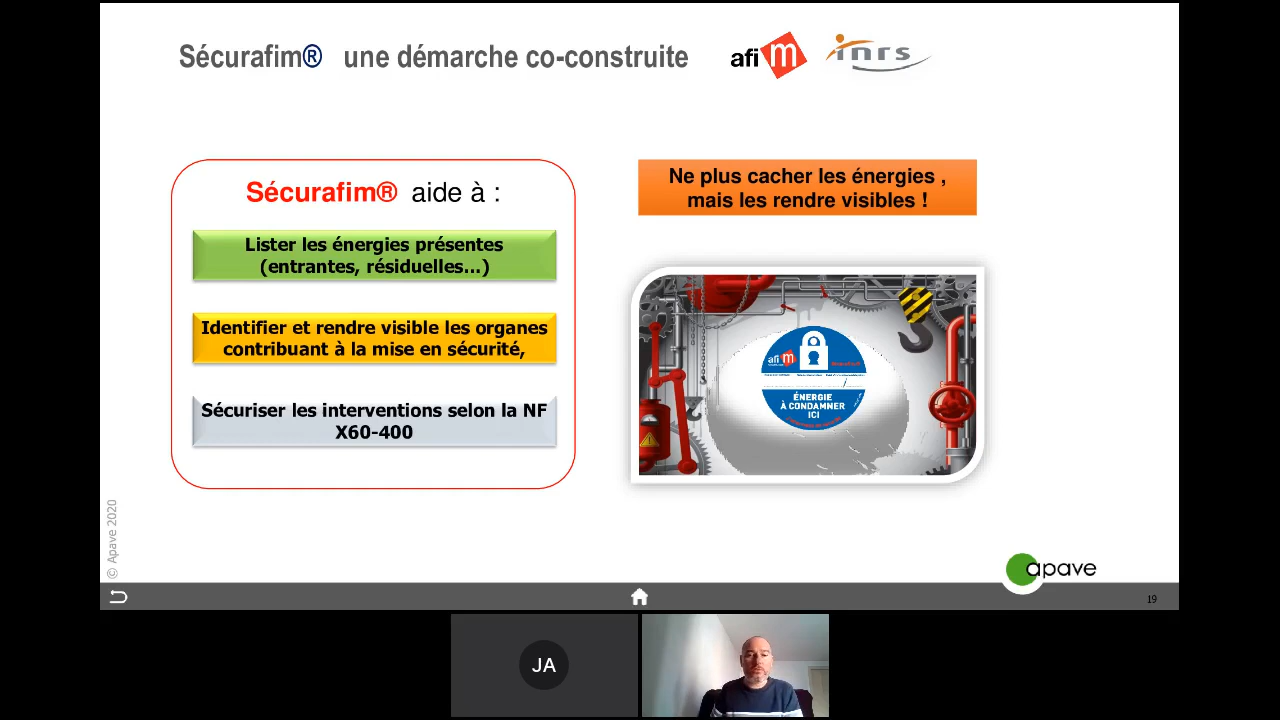 Sécurafim® une démarche co-construite
afim
inrs
Sécurafim® aide à :
Lister les énergies présentes
(entrantes, résiduelles...)
Identifier et rendre visible les organes
contribuant à la mise en sécurité,
Sécuriser les interventions selon la NF
X60-400
Ne plus cacher les énergies ,
mais les rendre visibles !
afim
ÉNERGIE
À CONDAMNER
ICI
© Apave 2020
apave
19
JA